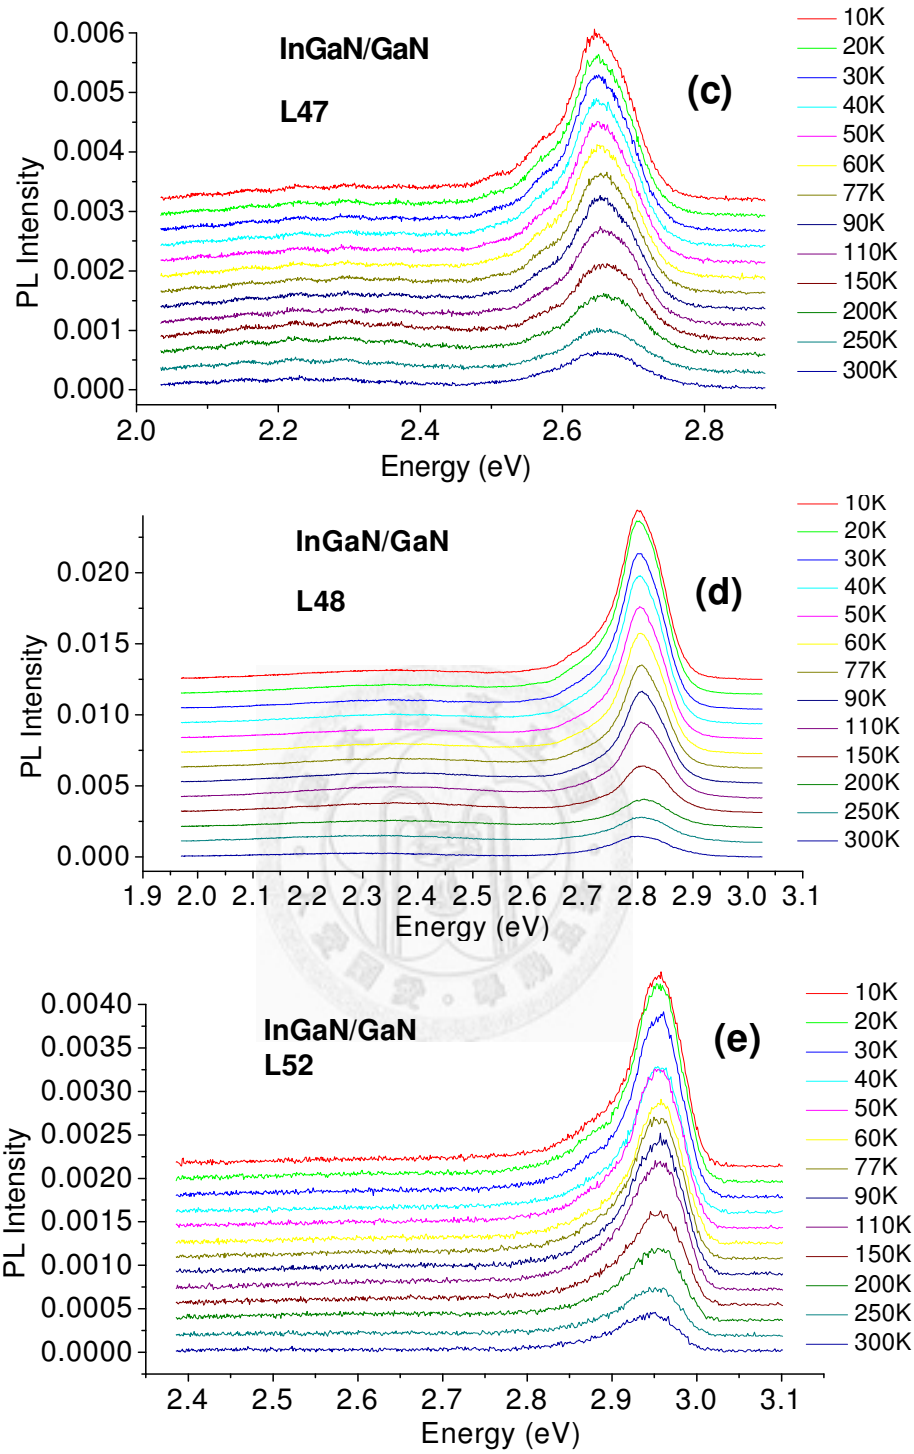 InGaN/GaN
L47
(c)
PL Intensity
0.006
0.005
0.004
0.003
0.002
0.001
0.000
2.0 2.2 2.4 2.6 2.8
Energy (eV)
10K
20K
30K
40K
50K
60K
77K
90K
110K
150K
200K
250K
300K
InGaN/GaN
L48
(d)
PL Intensity
0.020
0.015
0.010
0.005
0.000
1.9 2.0 2.1 2.2 2.3 2.4 2.5 2.6 2.7 2.8 2.9 3.0 3.1
Energy (eV)
10K
20K
30K
40K
50K
60K
77K
90K
110K
150K
200K
250K
300K
InGaN/GaN
L52
(e)
PL Intensity
0.0040
0.0035
0.0030
0.0025
0.0020
0.0015
0.0010
0.0005
0.0000
2.4 2.5 2.6 2.7 2.8 2.9 3.0 3.1
Energy (eV)
10K
20K
30K
40K
50K
60K
77K
90K
110K
150K
200K
250K
300K